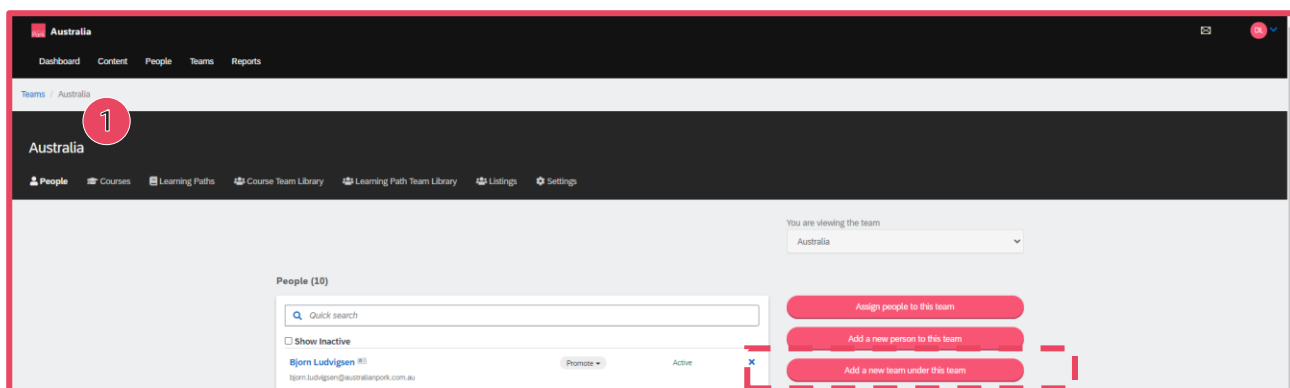 Pork Australia
Dashboard Content People Teams Reports
DL
Teams / Australia
1
Australia
People Courses Learning Paths Course Team Library Learning Path Team Library Listings Settings
You are viewing the team
Australia
People (10)
Quick search
Show Inactive
Bjorn Ludvigsen Promote Active
bjorn.ludvigsen@australianpork.com.au
Assign people to this team
Add a new person to this team
Add a new team under this team